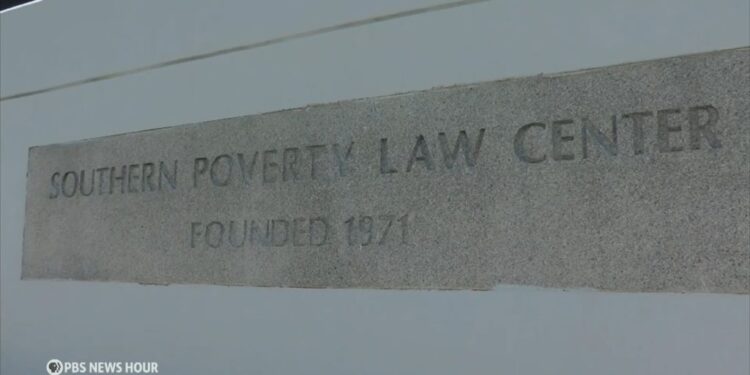 SOUTHERN POVERTY LAW CENTER
FOUNDED 1971
PBS NEWS HOUR